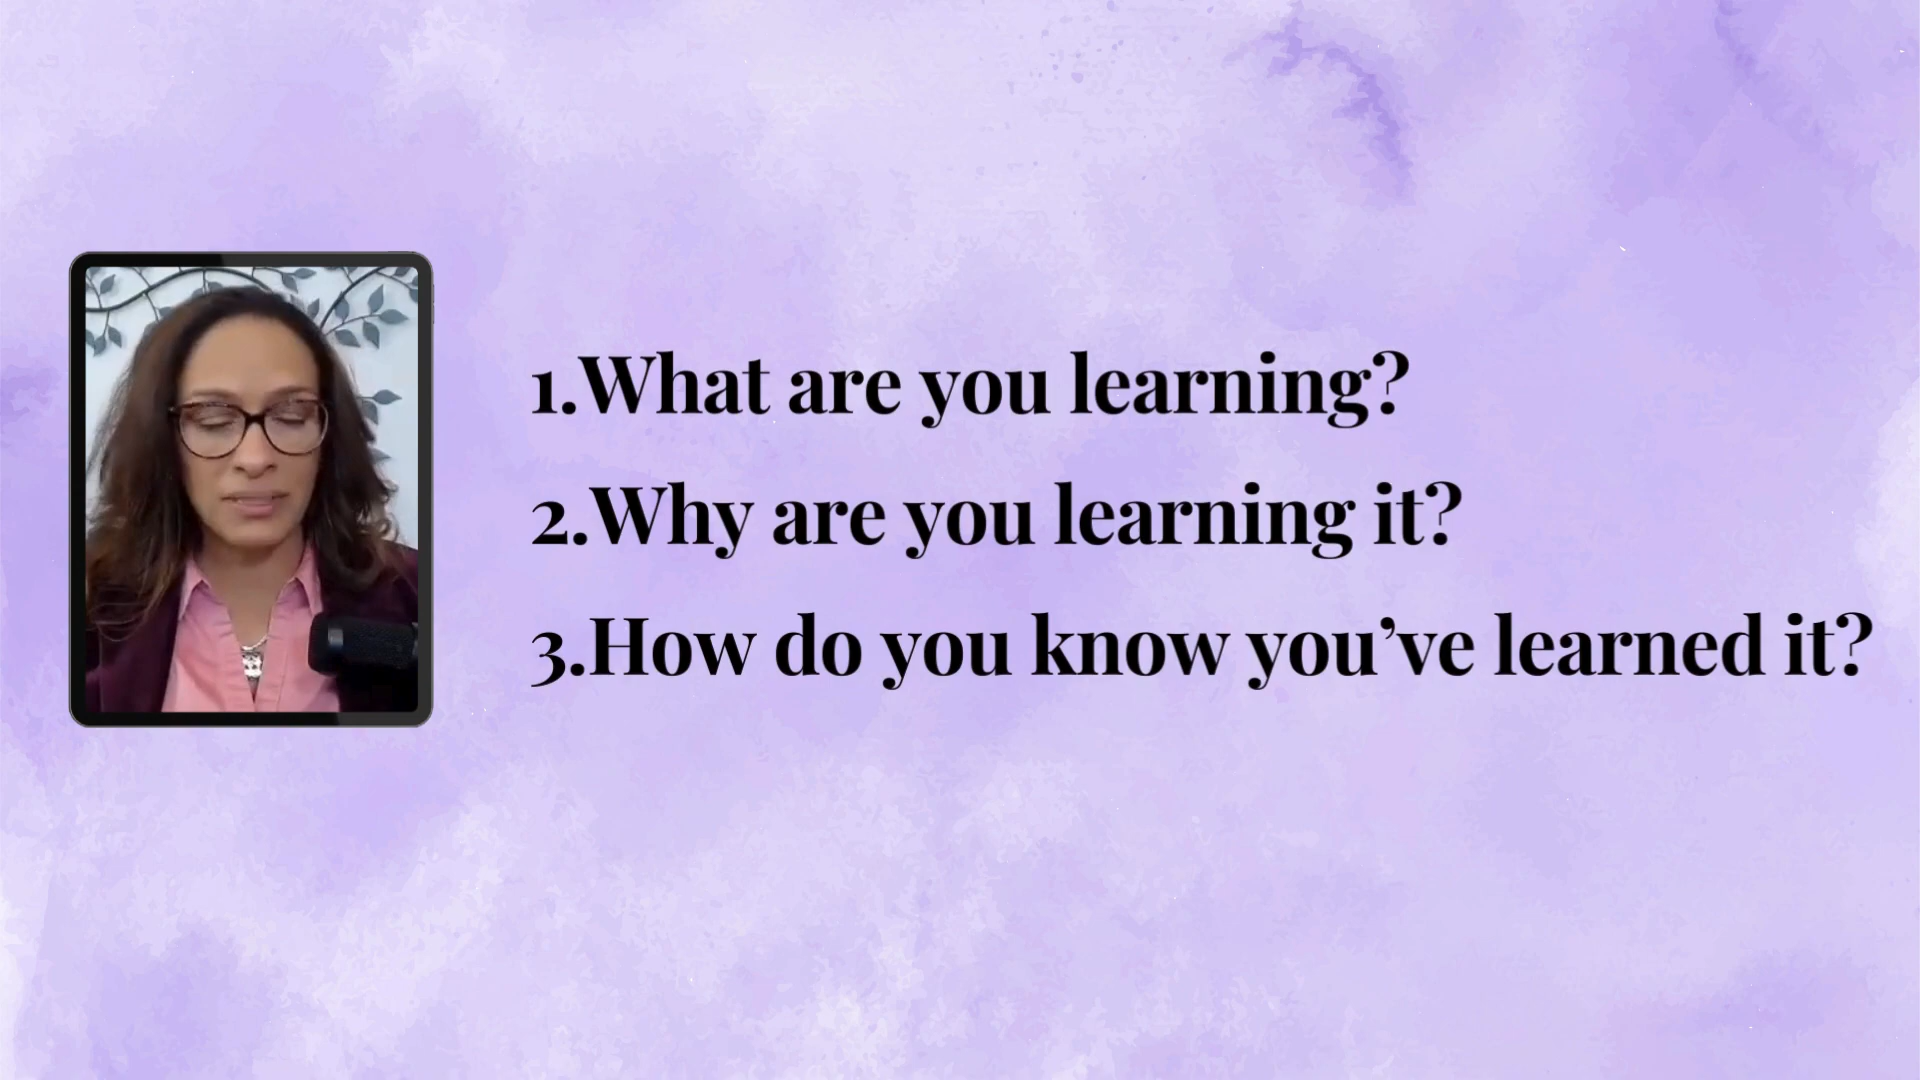 1.What are you learning?
2.Why are you learning it?
3.How do you know you’ve learned it?